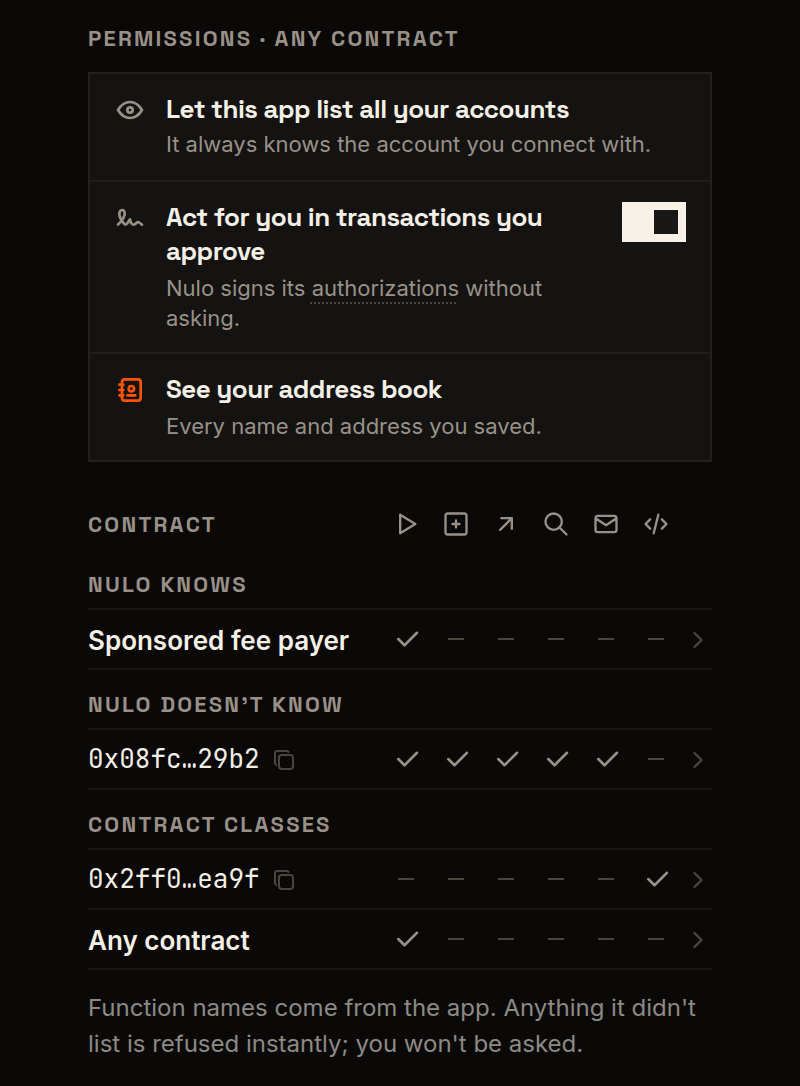 PERMISSIONS · ANY CONTRACT
Let this app list all your accounts
It always knows the account you connect with.
Act for you in transactions you
approve
Nulo signs its authorizations without
asking.
See your address book
Every name and address you saved.
CONTRACT
NULO KNOWS
Sponsored fee payer
NULO DOESN’T KNOW
0x08fc…29b2
CONTRACT CLASSES
0x2ff0…ea9f
Any contract
Function names come from the app. Anything it didn't
list is refused instantly; you won't be asked.